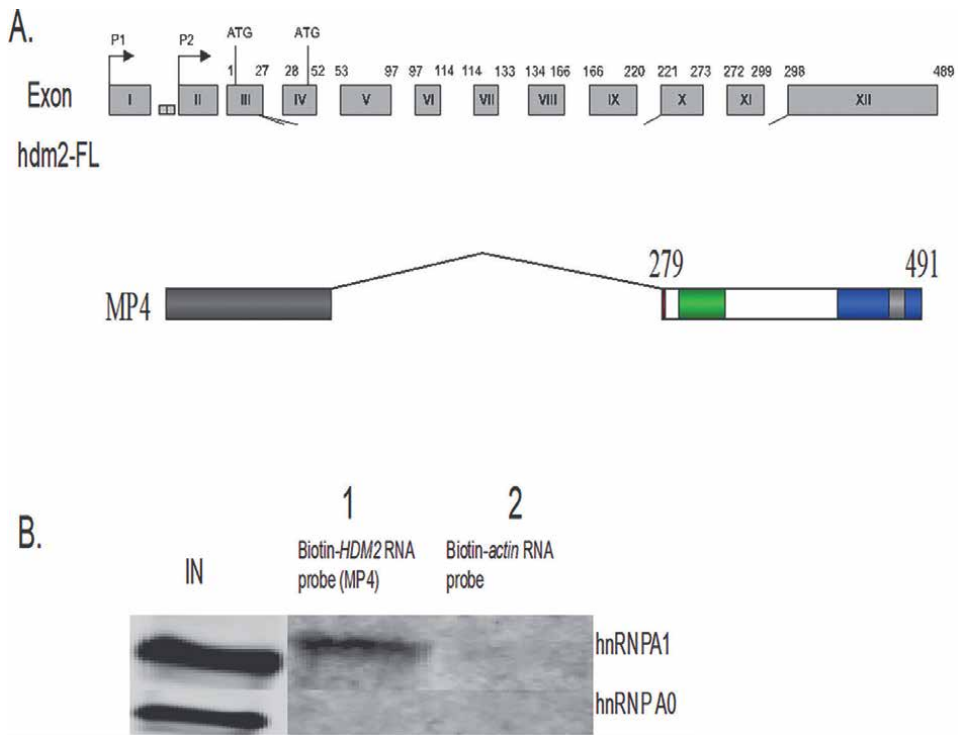 A.
P1 P2 ATG ATG
1 27 28 52 53 97 97 114 114 133 134 166 166 220 221 273 272 299 298 489
Exon I II III IV V VI VII VIII IX X XI XII
hdm2-FL
279 491
MP4
1 2
B.
Biotin-HDM2 RNA probe (MP4)
Biotin-actin RNA probe
IN
hnRNPA1
hnRNPA0